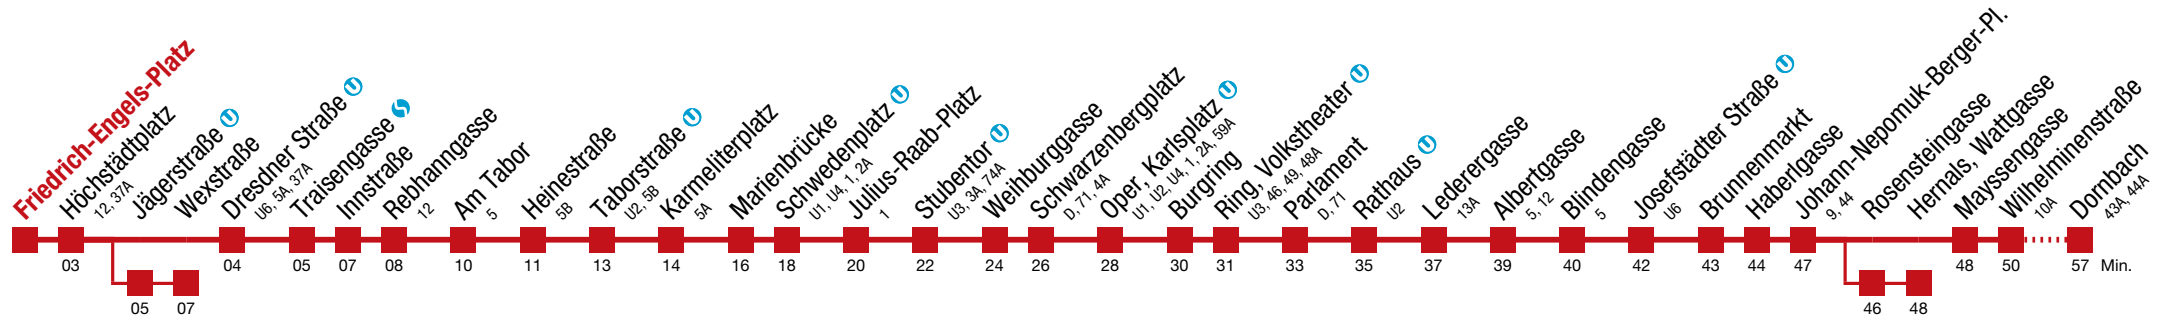 Friedrich-Engels-Platz
Höchstädtplatz
12, 37A
Jägerstraße U
Wexstraße
Dresdner Straße U
U6, 5A, 37A
Traisengasse S
Innstraße
Rebhanngasse
12
Am Tabor
5
Heinestraße
5B
Taborstraße U
U2, 5B
Karmeliterplatz
5A
Marienbrücke
Schwedenplatz U
U1, U4, 1, 2A
Julius-Raab-Platz
1
Stubentor U
U3, 3A, 74A
Weihburggasse
Schwarzenbergplatz
D, 71, 4A
Oper, Karlsplatz U
U1, U2, U4, 1, 2A, 59A
Burgring
Ring, Volkstheater U
U3, 46, 49, 48A
Parlament
D, 71
Rathaus U
U2
Lederergasse
13A
Albertgasse
5, 12
Blindengasse
5
Josefstädter Straße U
U6
Brunnenmarkt
Haberlgasse
Johann-Nepomuk-Berger-Pl.
9, 44
Rosensteingasse
Hernals, Wattgasse
Mayssengasse
Wilhelminenstraße
10A
Dornbach
43A, 44A
03 04 05 07 08 10 11 13 14 16 18 20 22 24 26 28 30 31 33 35 37 39 40 42 43 44 47 48 50 57 Min.
05 07 46 48